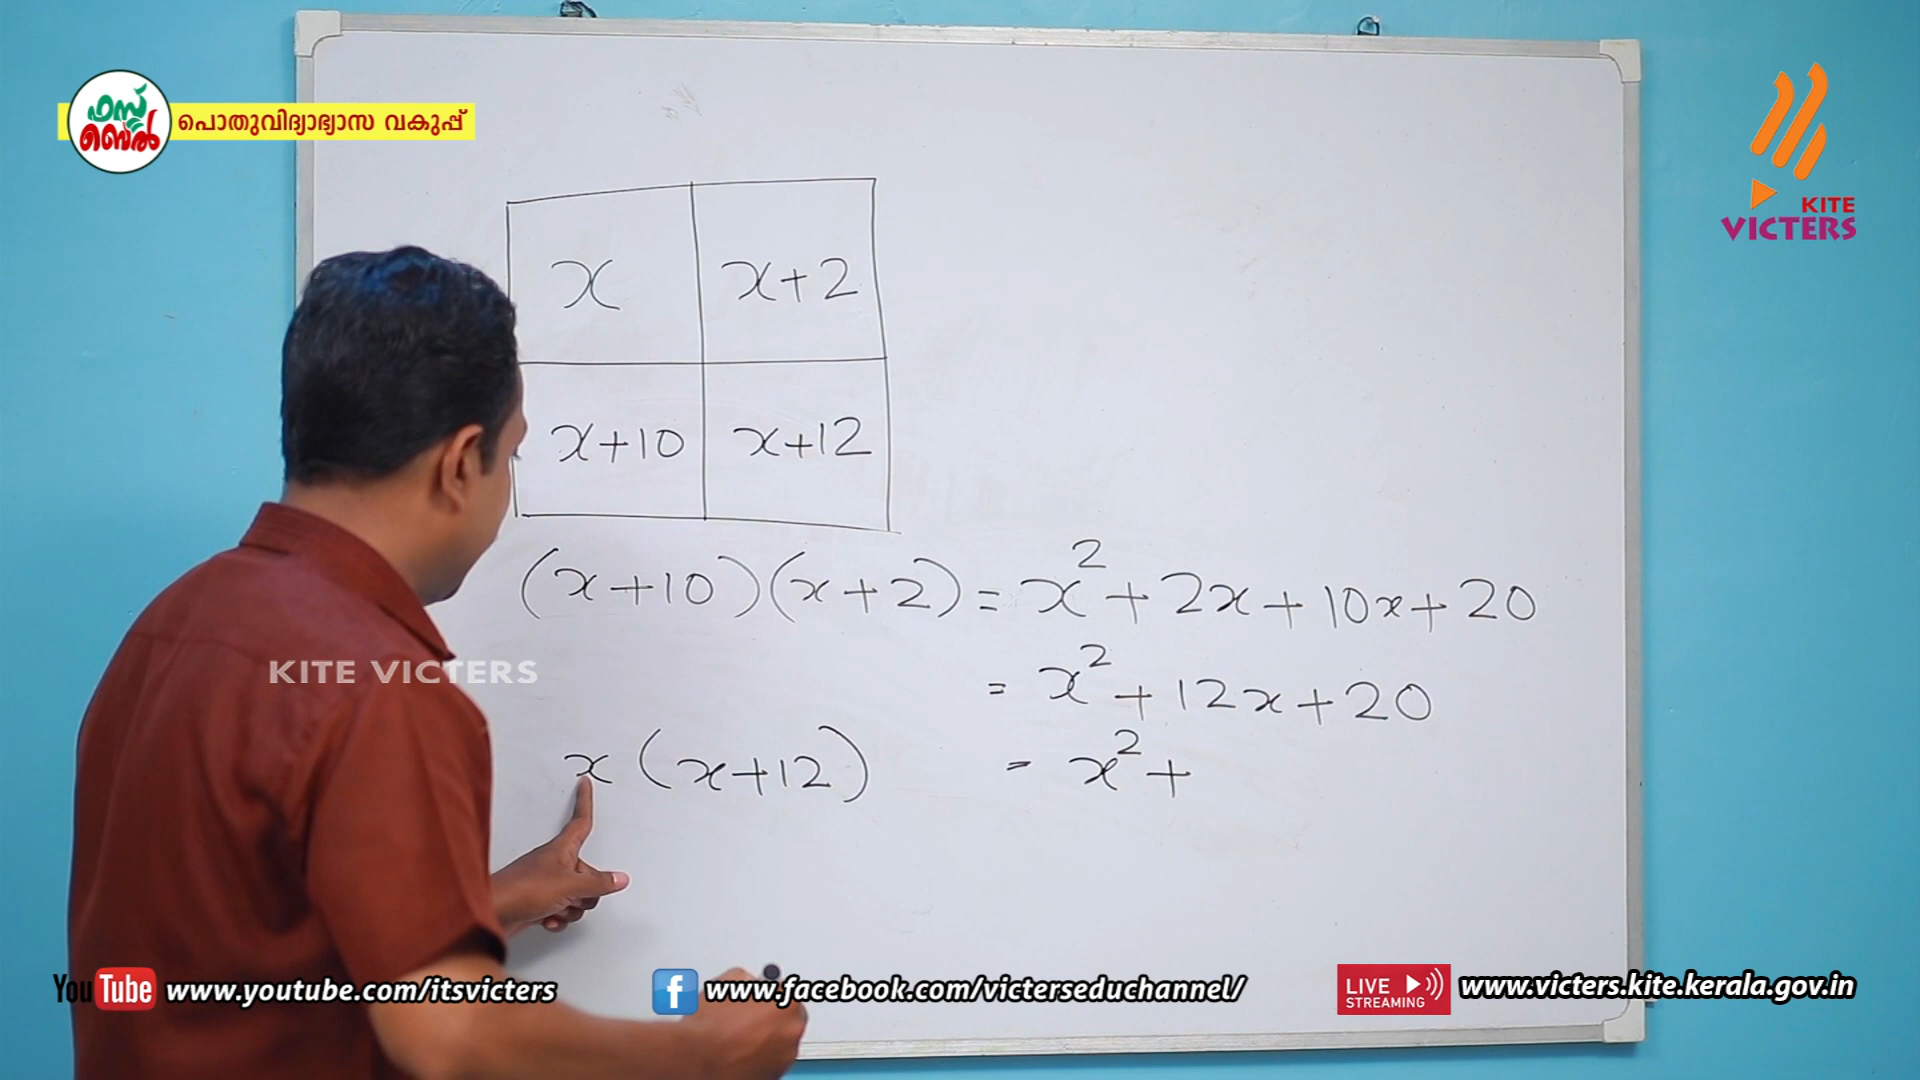 ഫസ്റ്റ് ബെൽ
പൊതുവിദ്യാഭ്യാസ വകുപ്പ്
KITE VICTERS
x x+2
x+10 x+12
(x+10)(x+2) = x² + 2x + 10x + 20
= x² + 12x + 20
KITE VICTERS
x (x+12) = x² +
YouTube www.youtube.com/itsvicters
f www.facebook.com/victerseduchannel/
LIVE STREAMING www.victers.kite.kerala.gov.in